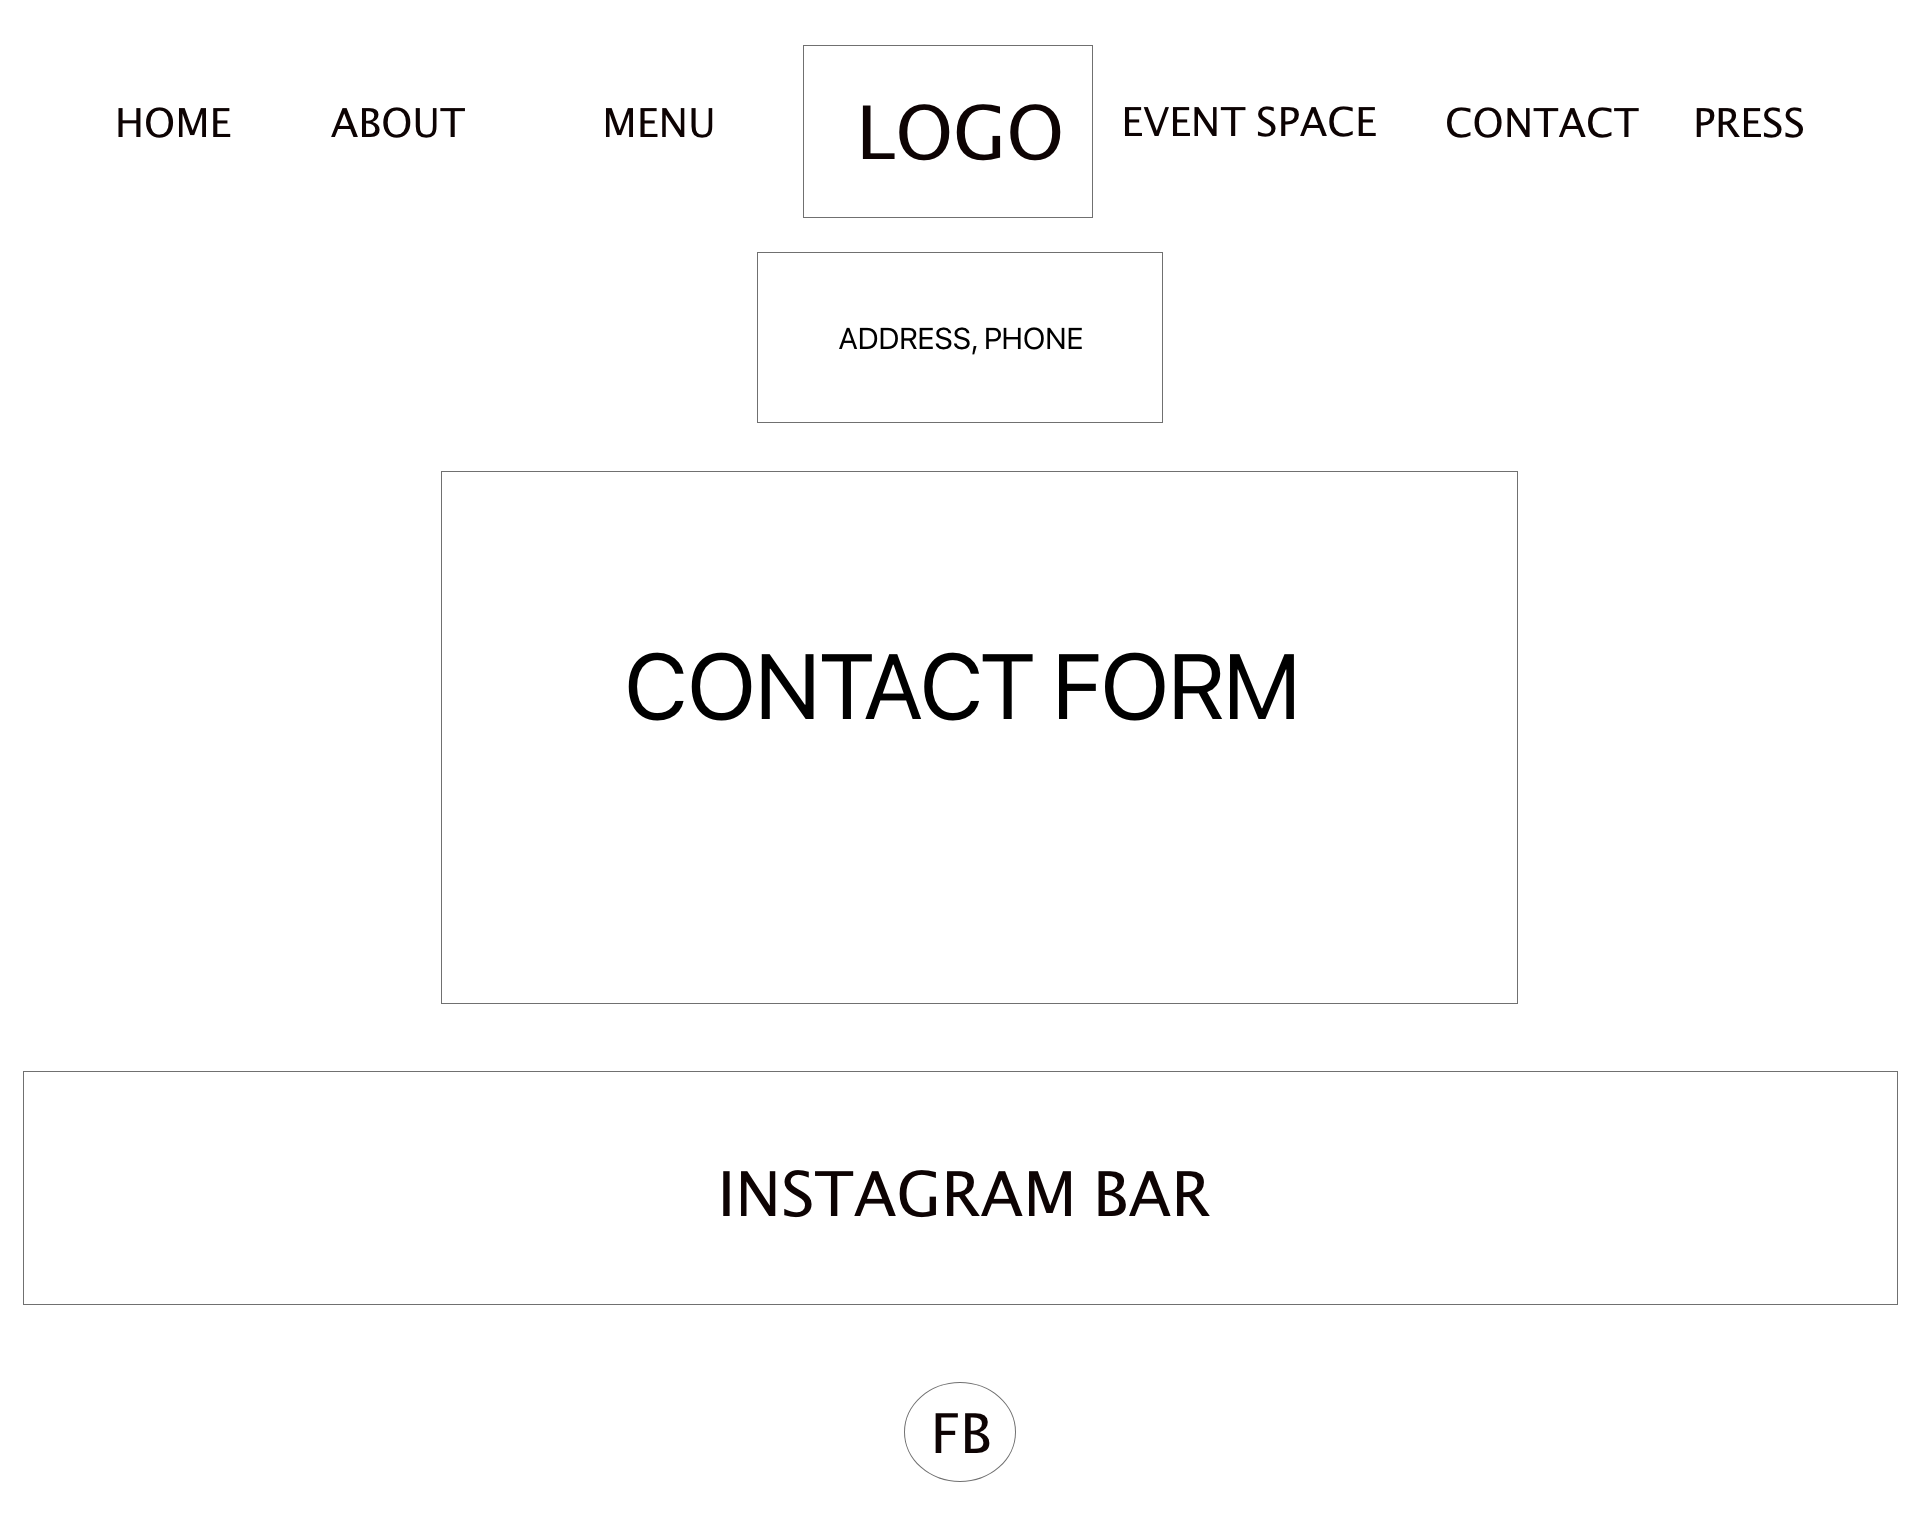 HOME ABOUT MENU LOGO EVENT SPACE CONTACT PRESS
ADDRESS, PHONE
CONTACT FORM
INSTAGRAM BAR
FB